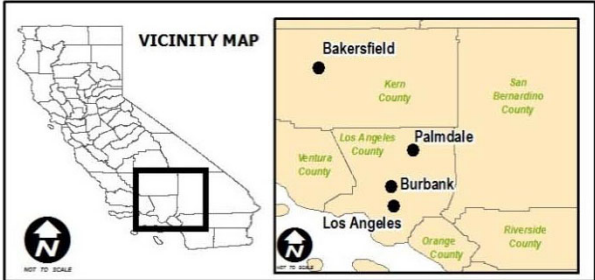 VICINITY MAP
N
NOT TO SCALE
Bakersfield
Kern
County
San
Bernardino
County
Los Angeles
County
Palmdale
Ventura
County
Burbank
Los Angeles
Orange
County
Riverside
County
N
NOT TO SCALE